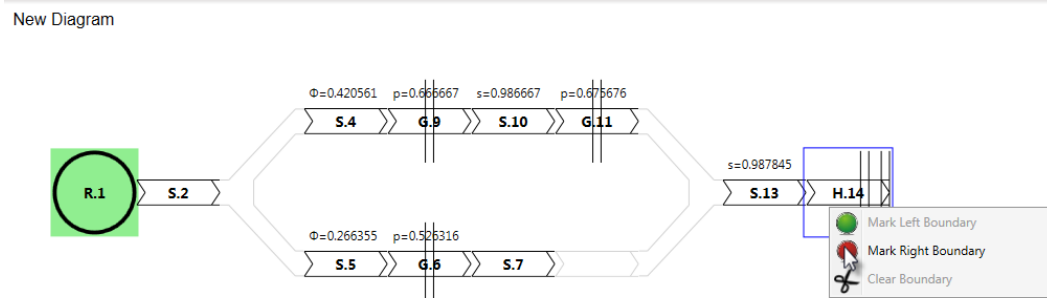 New Diagram
Φ=0.420561 p=0.666667 s=0.986667 p=0.675676
S.4 G.9 S.10 G.11
s=0.987845
R.1 S.2 S.13 H.14
Mark Left Boundary
Φ=0.266355 p=0.526316
Mark Right Boundary
S.5 G.6 S.7
Clear Boundary